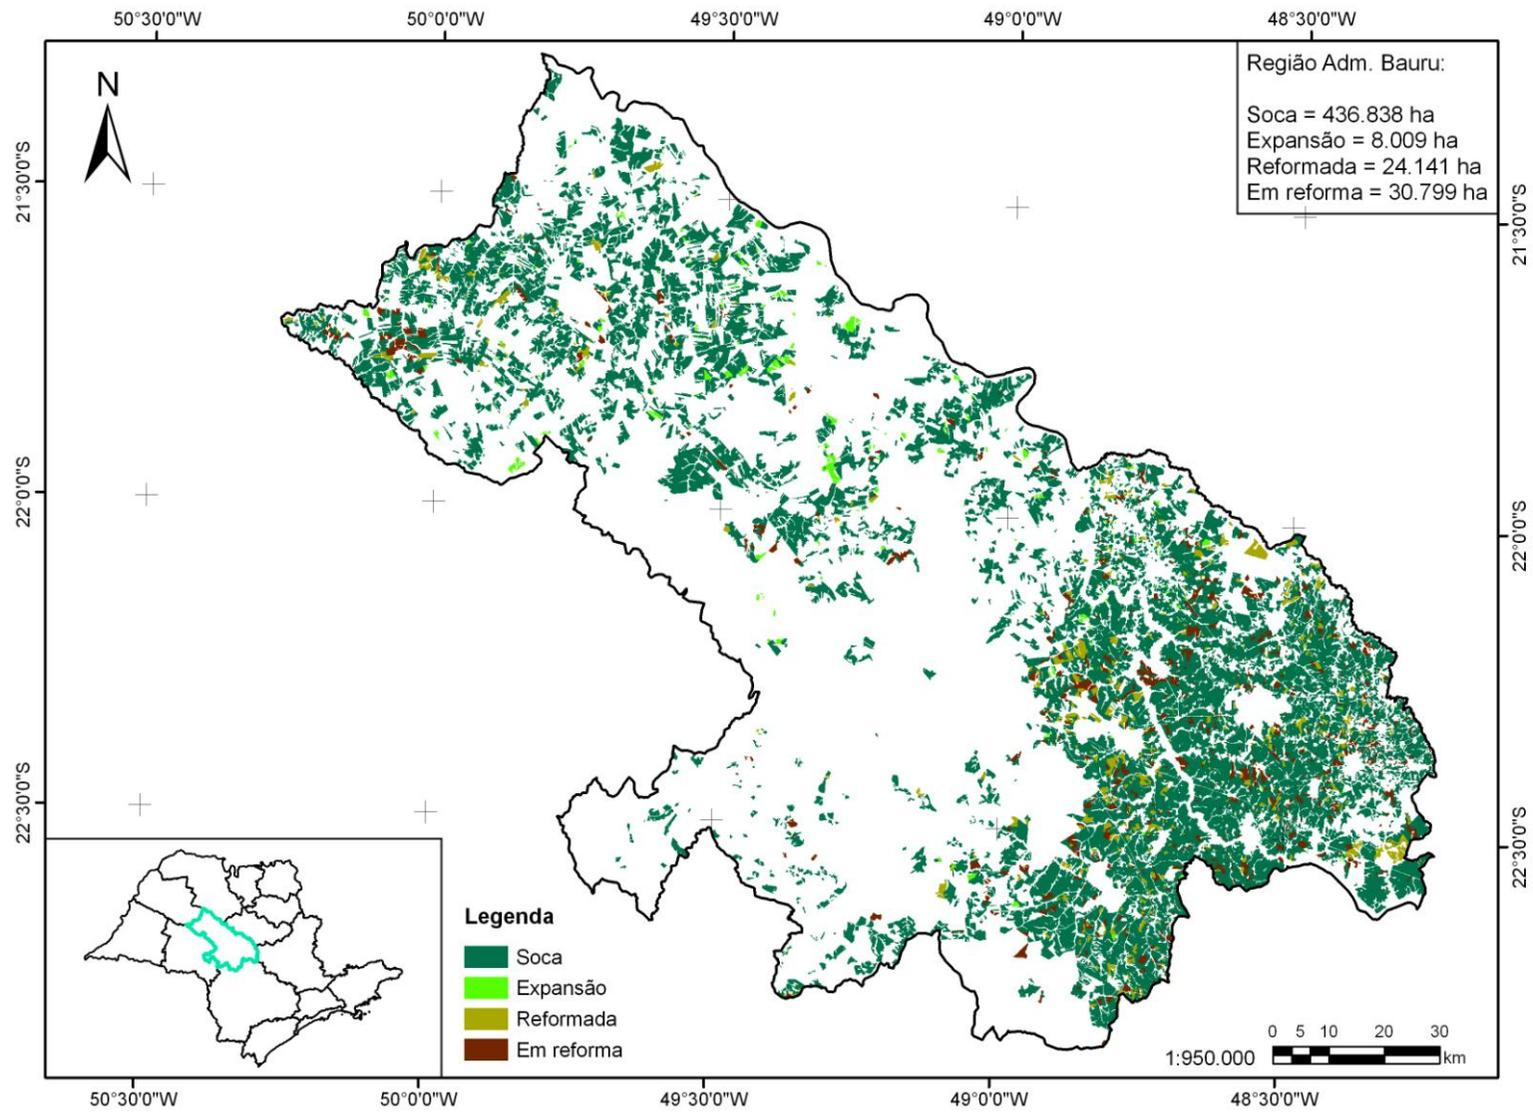 50°30'0"W 50°0'0"W 49°30'0"W 49°0'0"W 48°30'0"W
Região Adm. Bauru:
Soca = 436.838 ha
Expansão = 8.009 ha
Reformada = 24.141 ha
Em reforma = 30.799 ha
N
21°30'0"S
21°30'0"S
22°0'0"S
22°0'0"S
22°30'0"S
22°30'0"S
Legenda
Soca
Expansão
Reformada
Em reforma
0 5 10 20 30
1:950.000 km
50°30'0"W 50°0'0"W 49°30'0"W 49°0'0"W 48°30'0"W